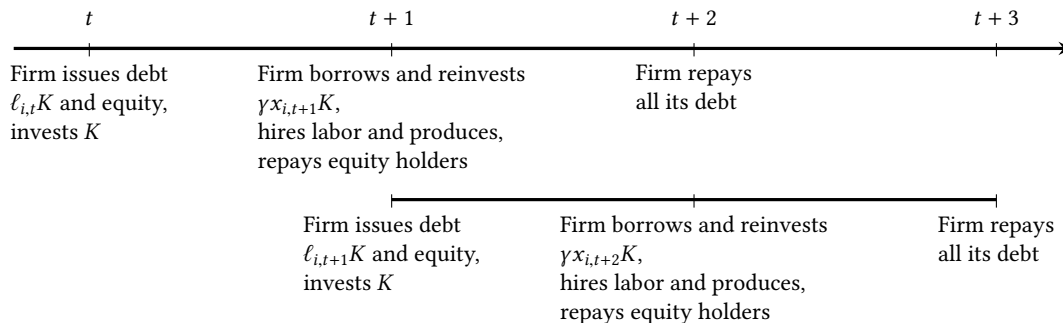 t
t + 1
t + 2
t + 3
Firm issues debt
ℓ_{i,t}K and equity,
invests K
Firm borrows and reinvests
γx_{i,t+1}K,
hires labor and produces,
repays equity holders
Firm repays
all its debt
Firm issues debt
ℓ_{i,t+1}K and equity,
invests K
Firm borrows and reinvests
γx_{i,t+2}K,
hires labor and produces,
repays equity holders
Firm repays
all its debt